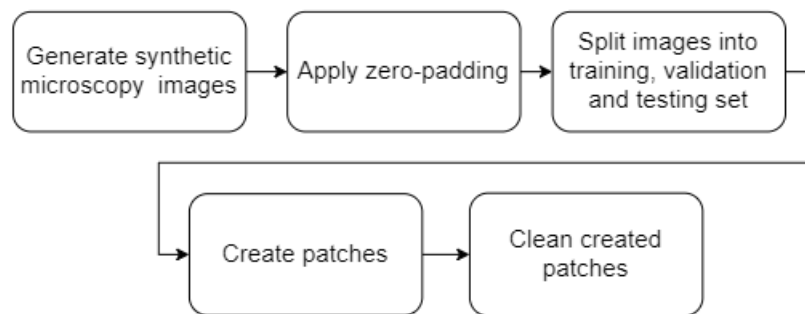 Generate synthetic
microscopy images
Apply zero-padding
Split images into
training, validation
and testing set
Create patches
Clean created
patches